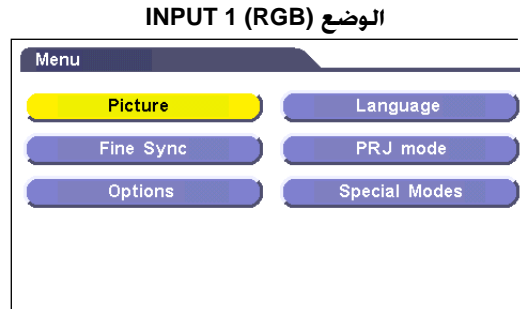 الوضع INPUT 1 (RGB)
Menu
Picture
Language
Fine Sync
PRJ mode
Options
Special Modes